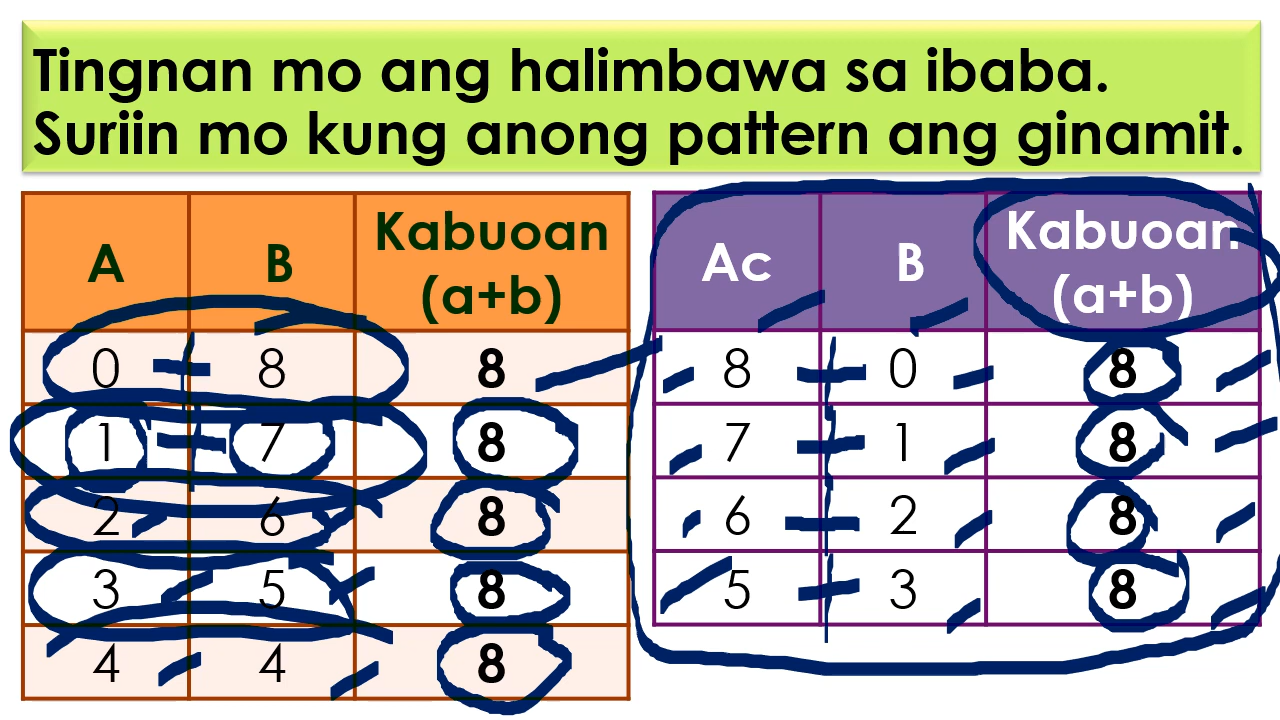 Tingnan mo ang halimbawa sa ibaba.
Suriin mo kung anong pattern ang ginamit.
A B Kabuoan (a+b)
0 8 8
1 7 8
2 6 8
3 5 8
4 4 8
Ac B Kabuoan (a+b)
8 0 8
7 1 8
6 2 8
5 3 8